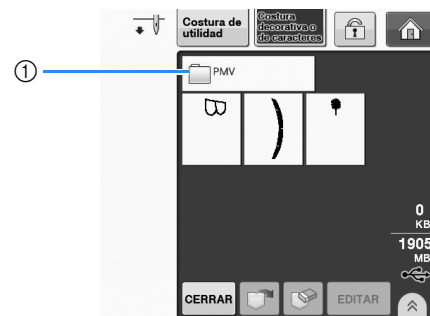 Costura de
utilidad
Costura
decorativa o
de caracteres
①
PMV
0
KB
1905
MB
CERRAR
EDITAR